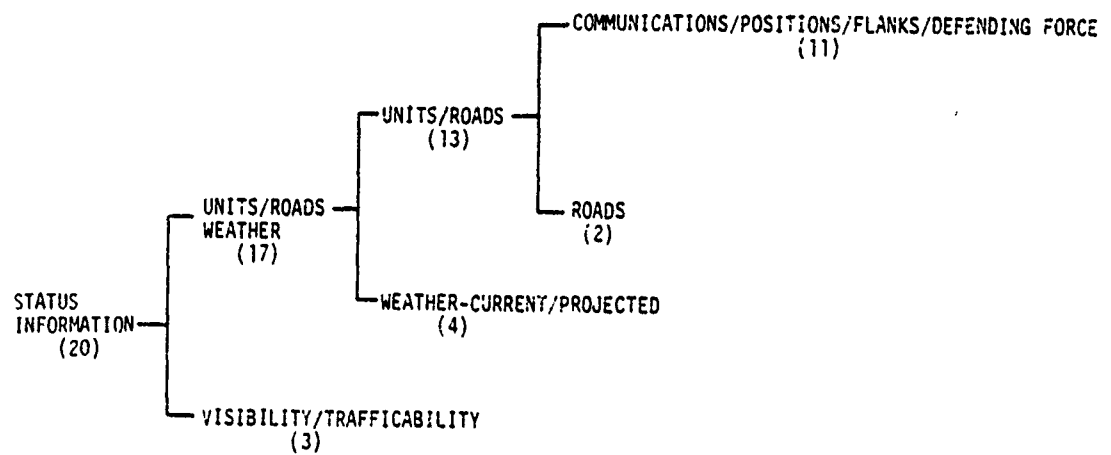 COMMUNICATIONS/POSITIONS/FLANKS/DEFENDING FORCE
(11)
UNITS/ROADS
(13)
UNITS/ROADS
WEATHER
(17)
ROADS
(2)
STATUS
INFORMATION
(20)
WEATHER-CURRENT/PROJECTED
(4)
VISIBILITY/TRAFFICABILITY
(3)